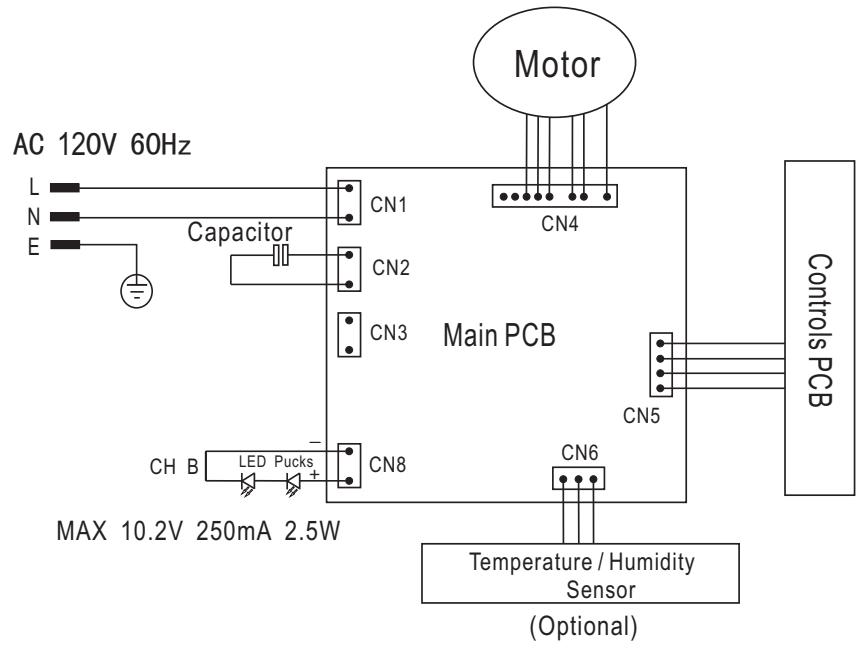 Motor
AC 120V 60Hz
L
N
E
CN1
CN4
Capacitor
CN2
CN3
Main PCB
Controls PCB
CN5
CH B
LED Pucks
−
+
CN8
CN6
MAX 10.2V 250mA 2.5W
Temperature / Humidity
Sensor
(Optional)